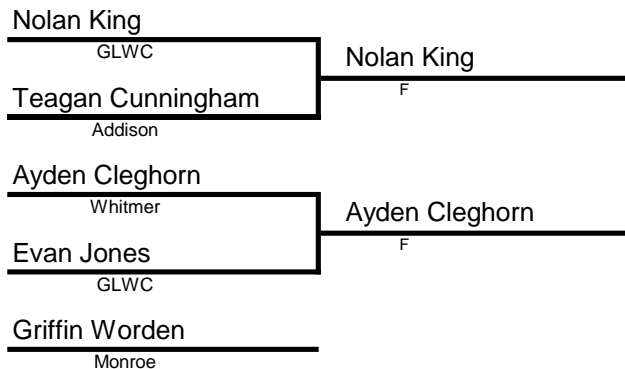 Nolan King
GLWC
Nolan King
F
Teagan Cunningham
Addison
Ayden Cleghorn
Whitmer
Ayden Cleghorn
F
Evan Jones
GLWC
Griffin Worden
Monroe